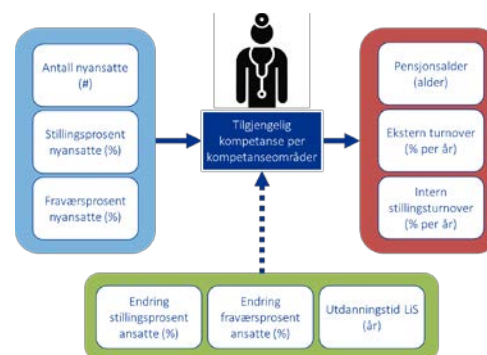 Antall nyansatte
(#)
Stillingsprosent
nyansatte (%)
Fraværsprosent
nyansatte (%)
Tilgjengelig
kompetanse per
kompetanseområder
Pensjonsalder
(alder)
Ekstern turnover
(% per år)
Intern
stillingsturnover
(% per år)
Endring
stillingsprosent
ansatte (%)
Endring
fraværsprosent
ansatte (%)
Utdanningstid LiS
(år)